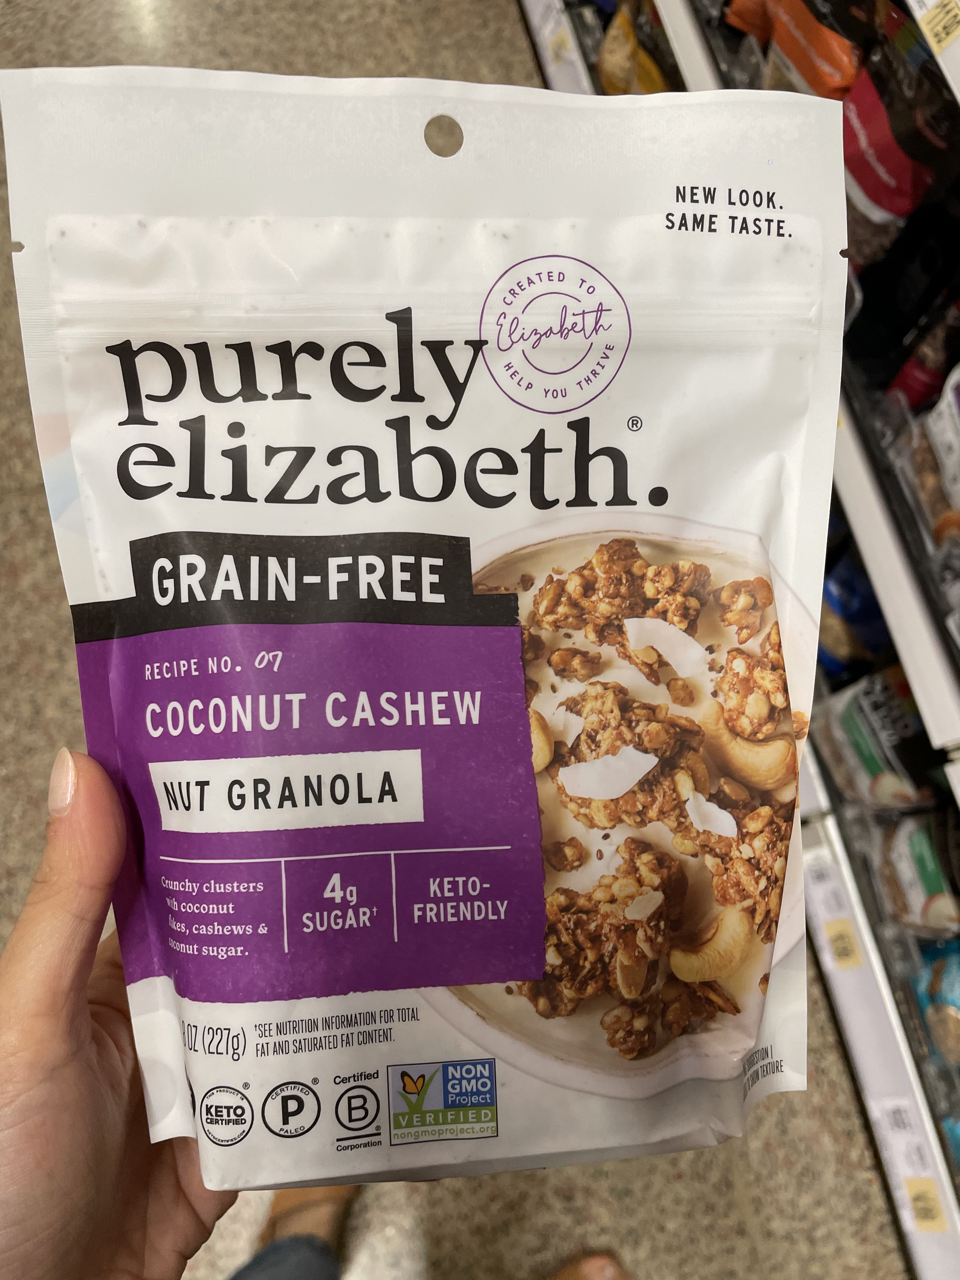 NEW LOOK.
SAME TASTE.
CREATED TO
Elizabeth
HELP YOU THRIVE
purely
elizabeth.®
GRAIN-FREE
RECIPE NO. 07
COCONUT CASHEW
NUT GRANOLA
Crunchy clusters
coconut
cashews &
sugar.
4g
SUGAR†
KETO-
FRIENDLY
OZ (227g)
†SEE NUTRITION INFORMATION FOR TOTAL
FAT AND SATURATED FAT CONTENT.
KETO
CERTIFIED
®
CERTIFIED
P
PALEO
®
Certified
B
Corporation
NON
GMO
Project
VERIFIED
nongmoproject.org
TEXTURE